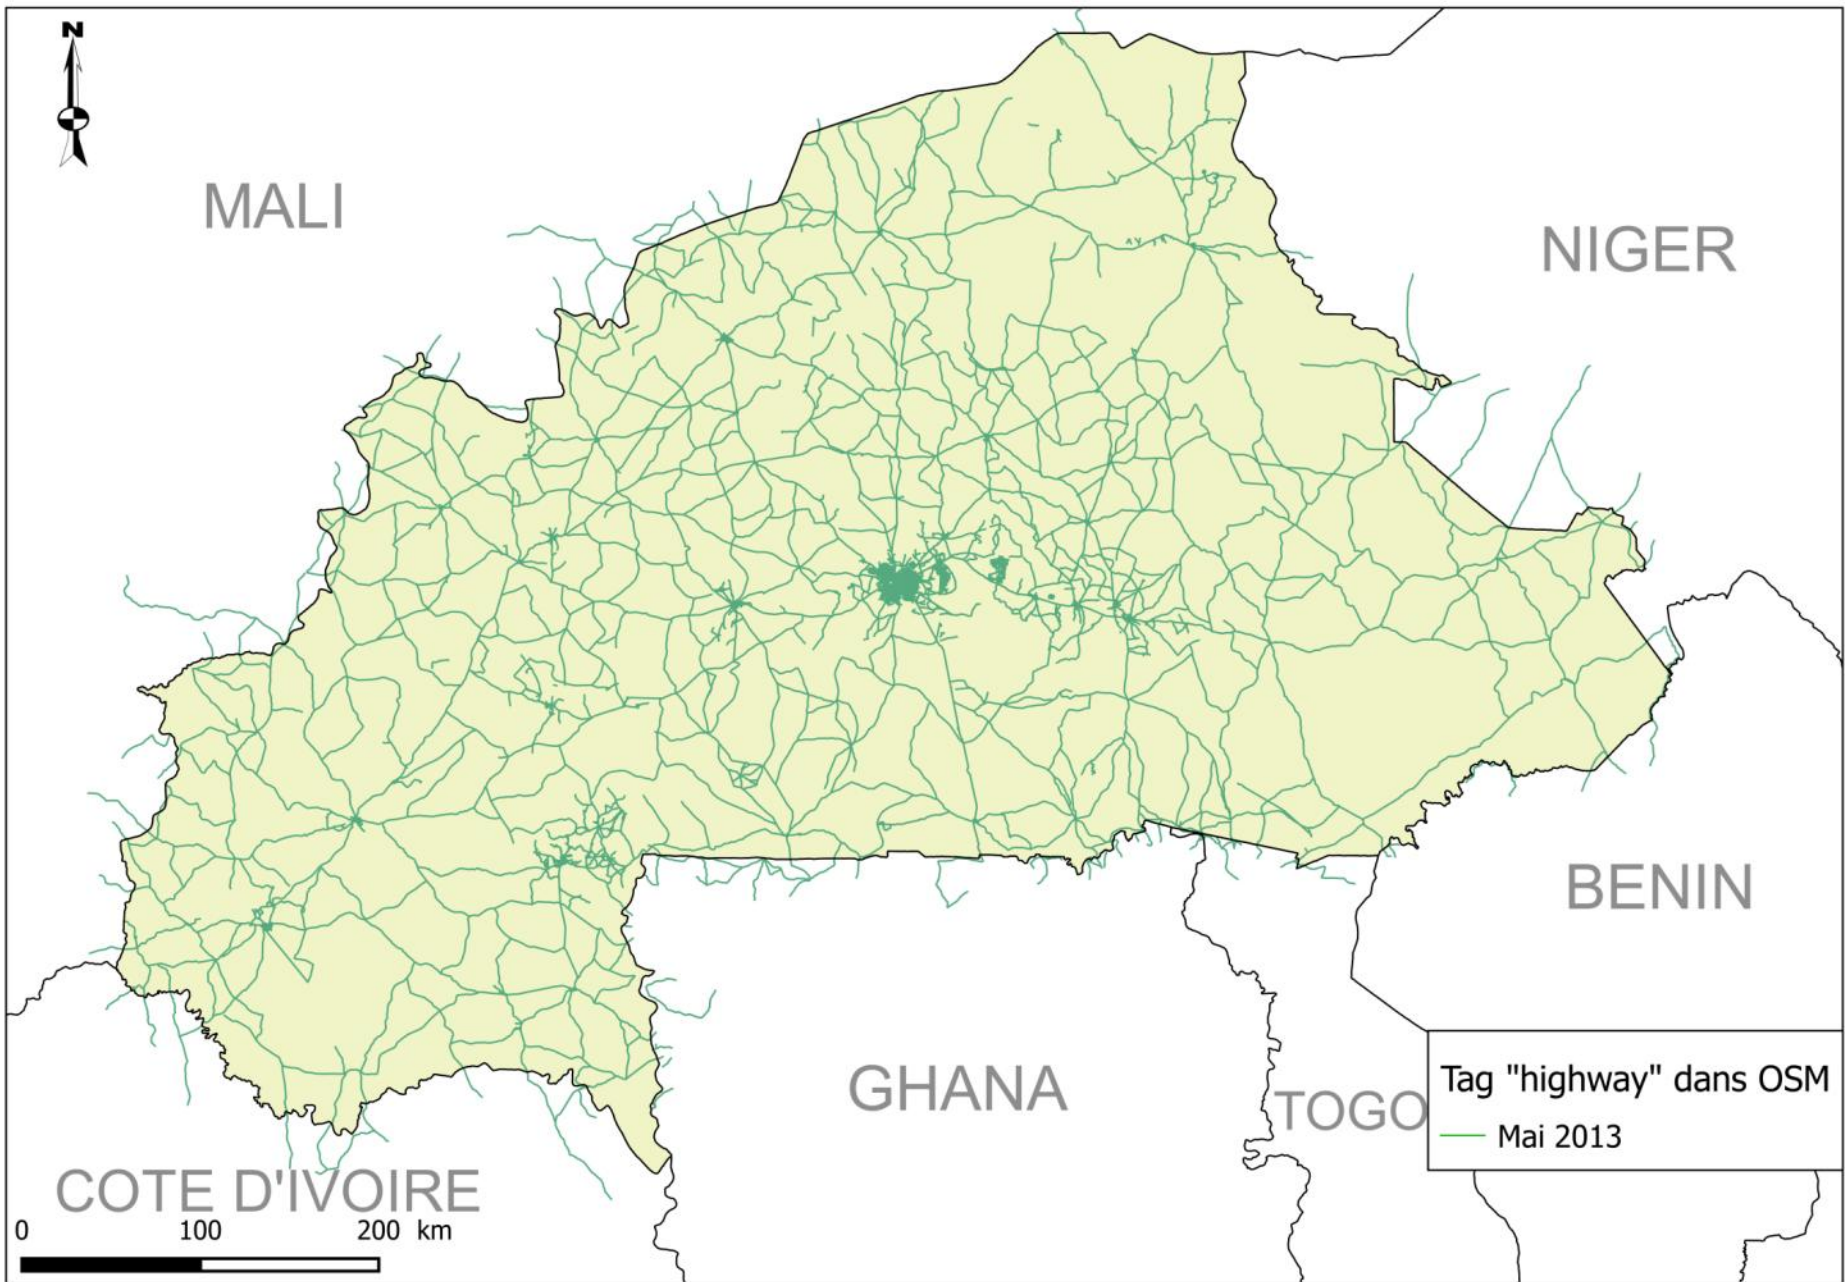 N
MALI
NIGER
BENIN
GHANA
TOGO
COTE D'IVOIRE
Tag "highway" dans OSM
Mai 2013
0 100 200 km